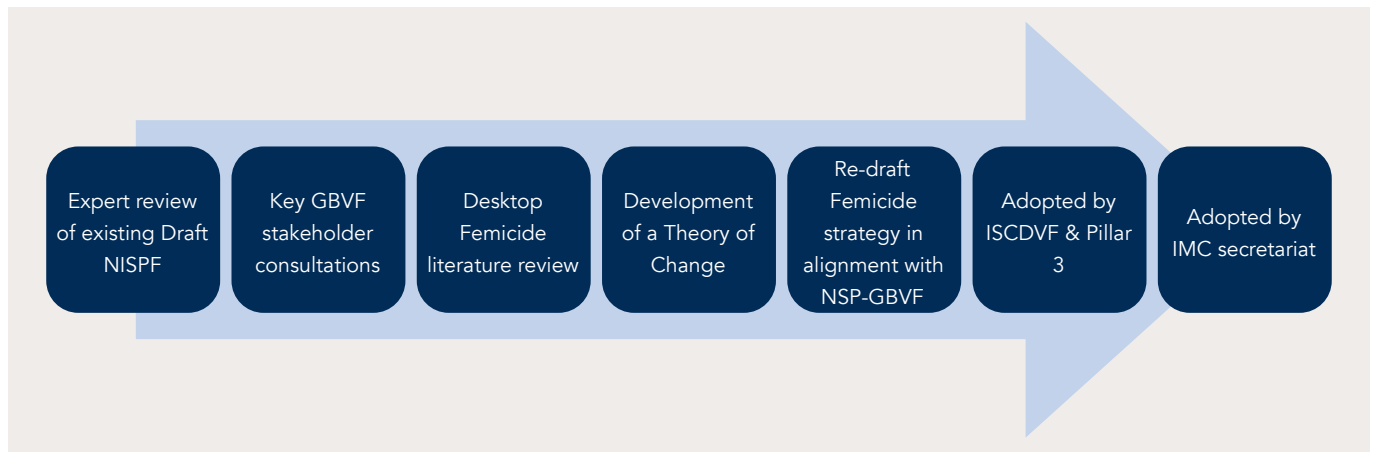 Expert review
of existing Draft
NISPF
Key GBVF
stakeholder
consultations
Desktop
Femicide
literature review
Development
of a Theory of
Change
Re-draft
Femicide
strategy in
alignment with
NSP-GBVF
Adopted by
ISCDVF & Pillar
3
Adopted by
IMC secretariat